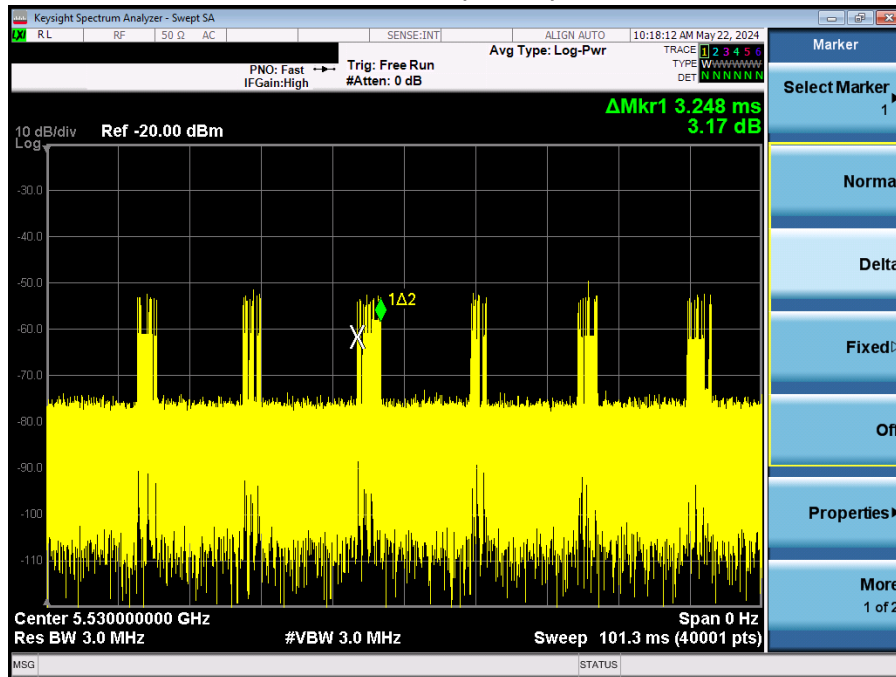 Keysight Spectrum Analyzer - Swept SA
LXI RL RF 50 Ω AC SENSE:INT ALIGN AUTO 10:18:12 AM May 22, 2024
Marker
Avg Type: Log-Pwr
TRACE 1 2 3 4 5 6
TYPE WWWWWW
DET N N N N N N
PNO: Fast
IFGain:High
Trig: Free Run
#Atten: 0 dB
Select Marker
1
ΔMkr1 3.248 ms
3.17 dB
10 dB/div Ref -20.00 dBm
Log
-30.0
-40.0
-50.0
-60.0
-70.0
-80.0
-90.0
-100
-110
1Δ2
X
Normal
Delta
Fixed
Off
Properties
More
1 of 2
Center 5.530000000 GHz Span 0 Hz
Res BW 3.0 MHz #VBW 3.0 MHz Sweep 101.3 ms (40001 pts)
MSG STATUS